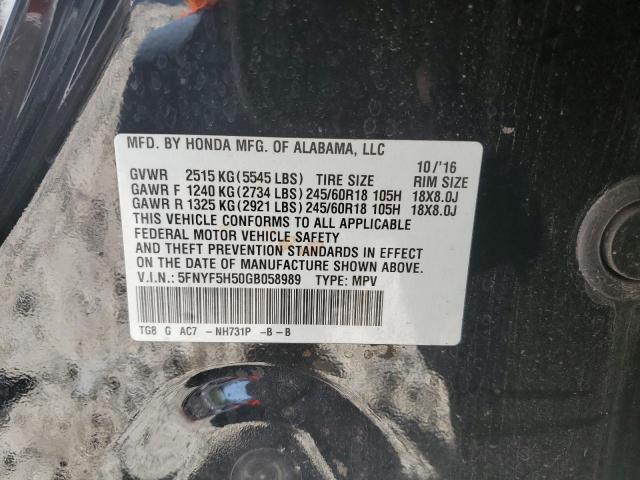 MFD. BY HONDA MFG. OF ALABAMA, LLC
10/'16
GVWR 2515 KG(5545 LBS) TIRE SIZE RIM SIZE
GAWR F 1240 KG(2734 LBS) 245/60R18 105H 18X8.0J
GAWR R 1325 KG(2921 LBS) 245/60R18 105H 18X8.0J
THIS VEHICLE CONFORMS TO ALL APPLICABLE
FEDERAL MOTOR VEHICLE SAFETY
AND THEFT PREVENTION STANDARDS IN EFFECT
ON THE DATE OF MANUFACTURE SHOWN ABOVE.
V.I.N.: 5FNYF5H50GB058989 TYPE: MPV
TG8 G AC7 - NH731P -B-B